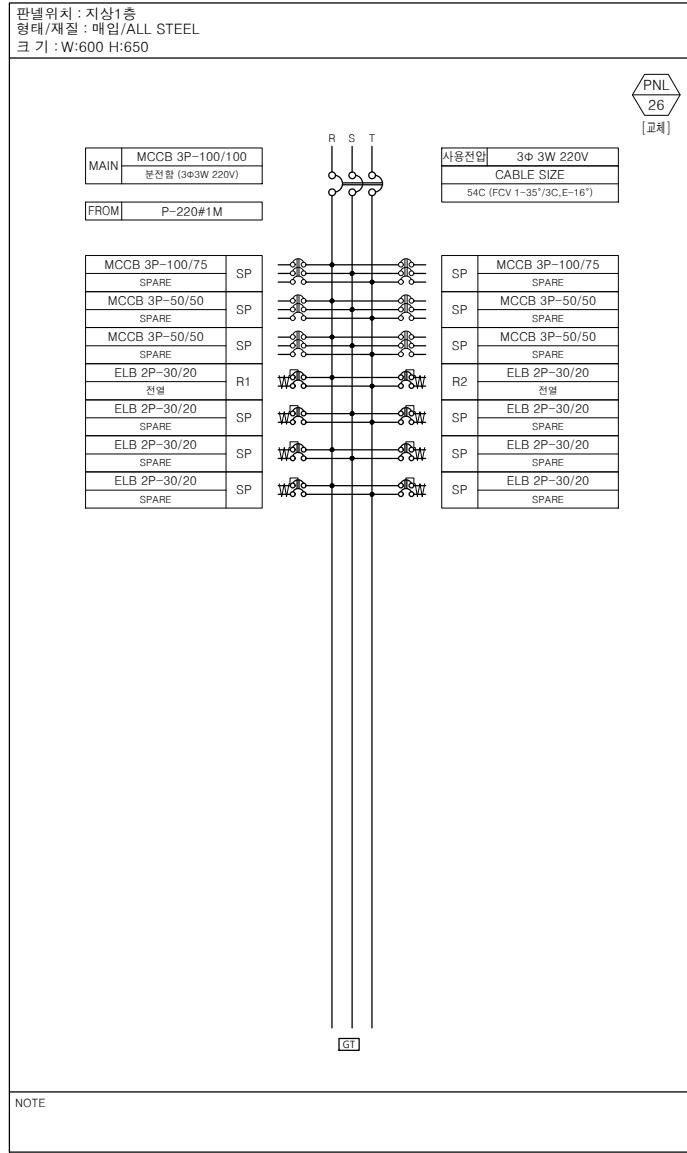 판넬위치 : 지상1층
형태/재질 : 매입/ALL STEEL
크 기 : W:600 H:650
PNL
26
[교체]
R S T
MAIN
MCCB 3P-100/100
분전함 (3Φ3W 220V)
사용전압 3Φ 3W 220V
CABLE SIZE
54C (FCV 1-35°/3C,E-16°)
FROM P-220#1M
MCCB 3P-100/75
SP
SPARE
MCCB 3P-50/50
SP
SPARE
MCCB 3P-50/50
SP
SPARE
ELB 2P-30/20
R1
전열
ELB 2P-30/20
SP
SPARE
ELB 2P-30/20
SP
SPARE
ELB 2P-30/20
SP
SPARE
MCCB 3P-100/75
SP
SPARE
MCCB 3P-50/50
SP
SPARE
MCCB 3P-50/50
SP
SPARE
ELB 2P-30/20
R2
전열
ELB 2P-30/20
SP
SPARE
ELB 2P-30/20
SP
SPARE
ELB 2P-30/20
SP
SPARE
GT
NOTE